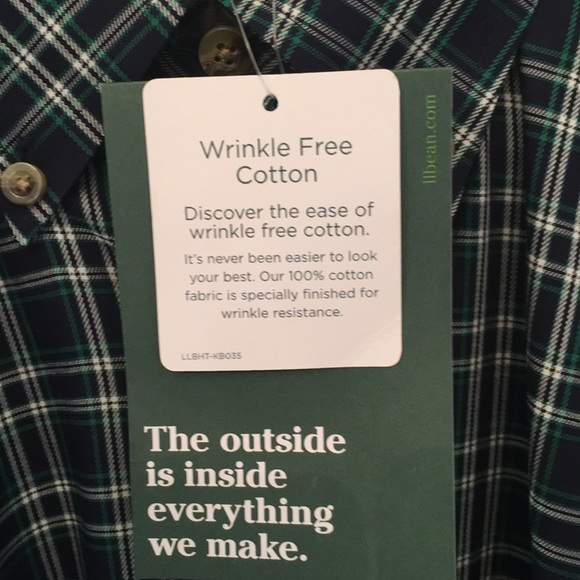 Wrinkle Free
Cotton
Discover the ease of
wrinkle free cotton.
It's never been easier to look
your best. Our 100% cotton
fabric is specially finished for
wrinkle resistance.
LLBHT-KB035
llbean.com
The outside
is inside
everything
we make.